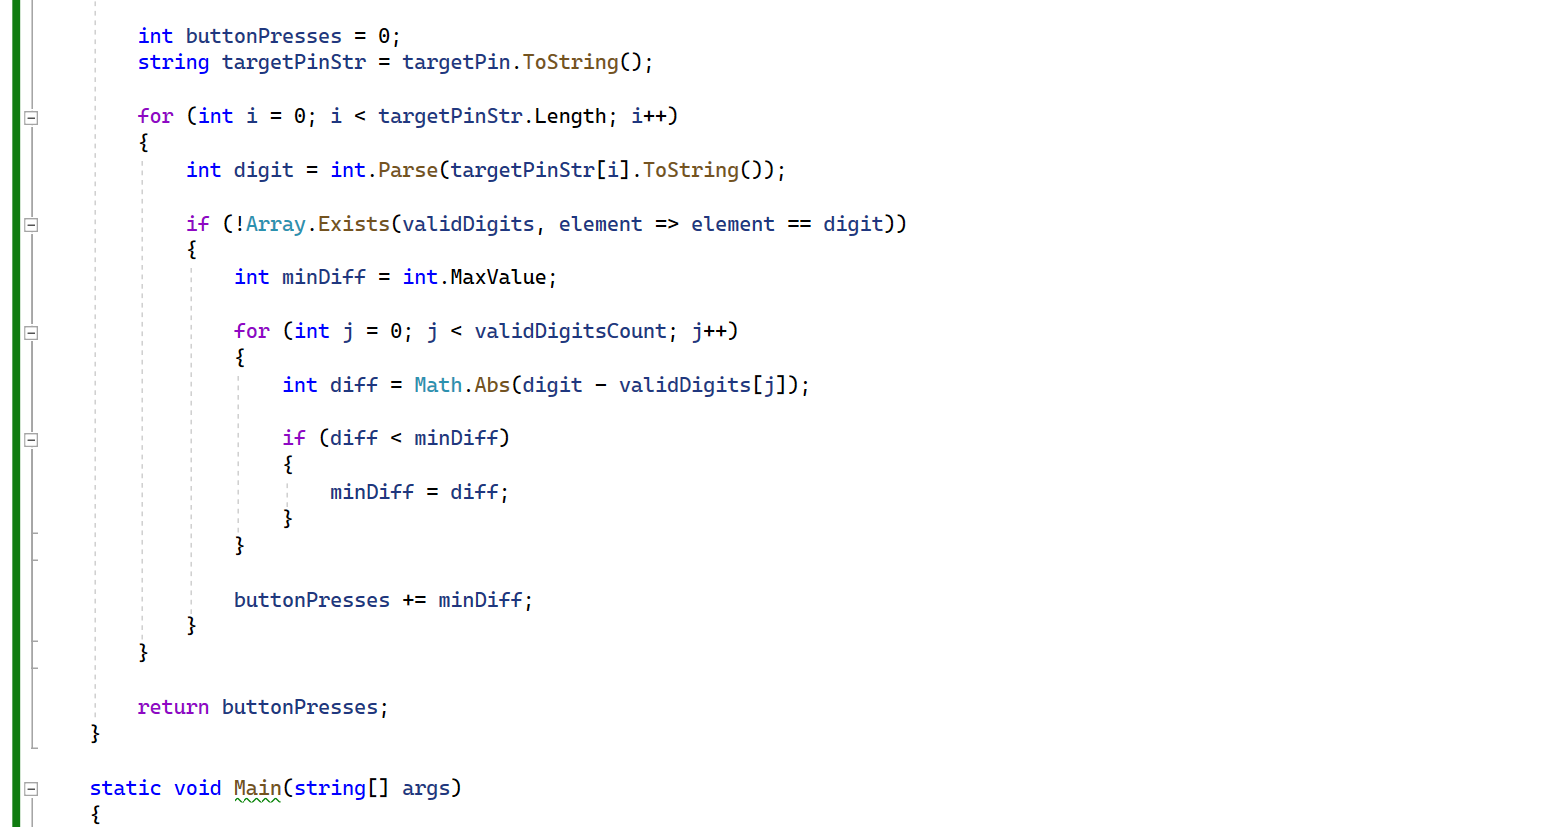 int buttonPresses = 0;
string targetPinStr = targetPin.ToString();
for (int i = 0; i < targetPinStr.Length; i++)
{
int digit = int.Parse(targetPinStr[i].ToString());
if (!Array.Exists(validDigits, element => element == digit))
{
int minDiff = int.MaxValue;
for (int j = 0; j < validDigitsCount; j++)
{
int diff = Math.Abs(digit - validDigits[j]);
if (diff < minDiff)
{
minDiff = diff;
}
}
buttonPresses += minDiff;
}
}
return buttonPresses;
}
static void Main(string[] args)
{